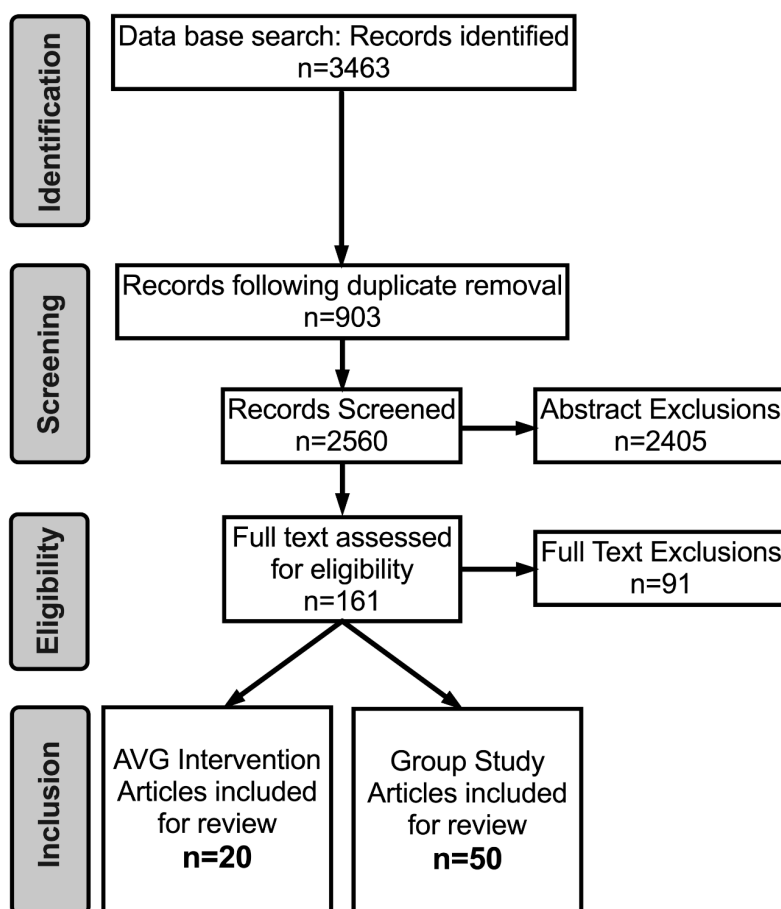 Identification
Data base search: Records identified
n=3463
Screening
Records following duplicate removal
n=903
Records Screened
n=2560
Abstract Exclusions
n=2405
Eligibility
Full text assessed
for eligibility
n=161
Full Text Exclusions
n=91
Inclusion
AVG Intervention
Articles included
for review
n=20
Group Study
Articles included
for review
n=50